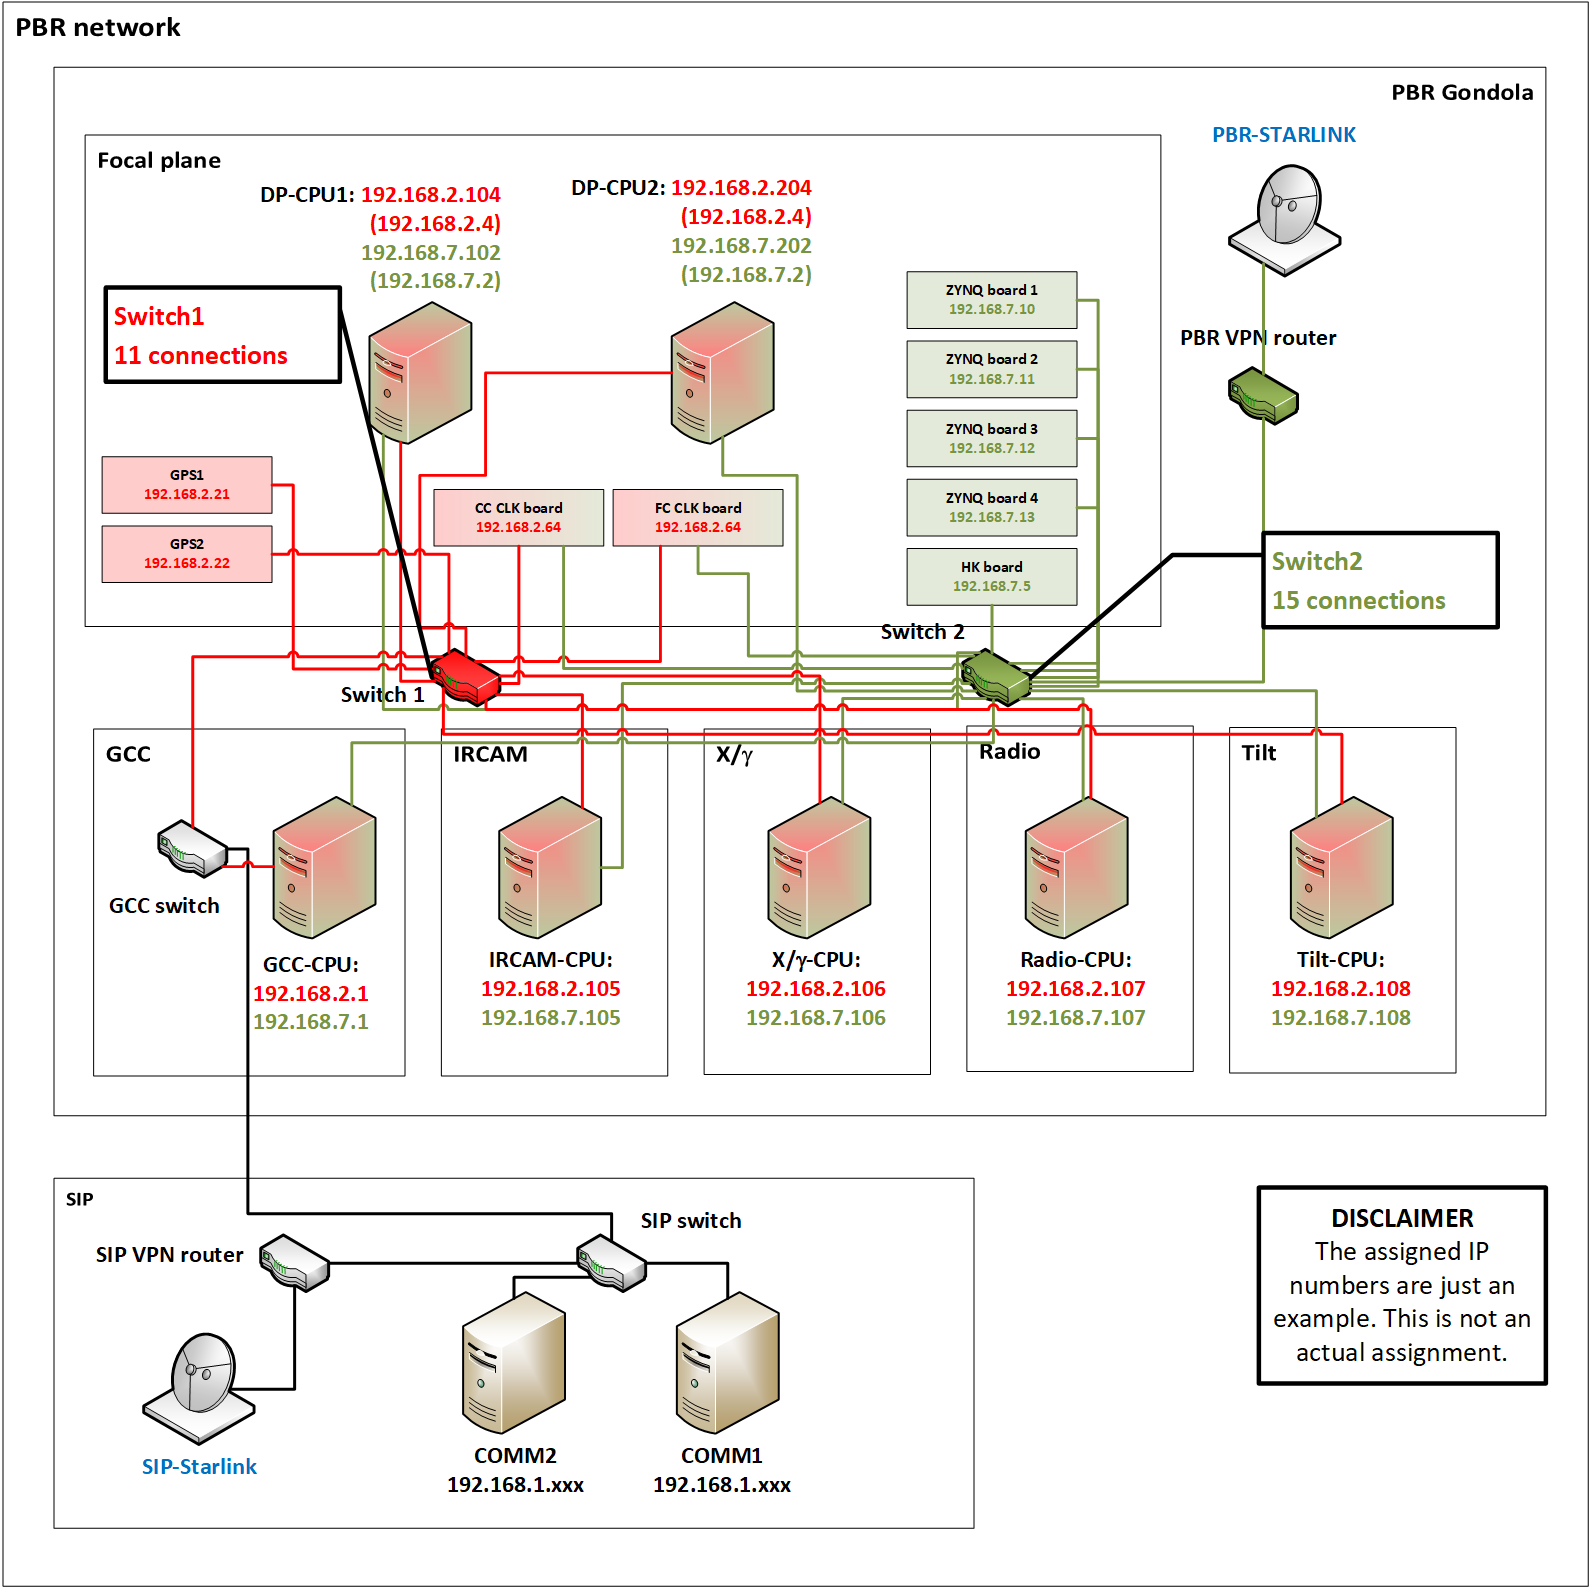 PBR network
PBR Gondola
PBR-STARLINK
Focal plane
DP-CPU1: 192.168.2.104
(192.168.2.4)
192.168.7.102
(192.168.7.2)
DP-CPU2: 192.168.2.204
(192.168.2.4)
192.168.7.202
(192.168.7.2)
Switch1
11 connections
ZYNQ board 1
192.168.7.10
ZYNQ board 2
192.168.7.11
ZYNQ board 3
192.168.7.12
ZYNQ board 4
192.168.7.13
HK board
192.168.7.5
PBR VPN router
GPS1
192.168.2.21
GPS2
192.168.2.22
CC CLK board
192.168.2.64
FC CLK board
192.168.2.64
Switch2
15 connections
Switch 2
Switch 1
GCC
IRCAM
X/γ
Radio
Tilt
GCC switch
GCC-CPU:
192.168.2.1
192.168.7.1
IRCAM-CPU:
192.168.2.105
192.168.7.105
X/γ-CPU:
192.168.2.106
192.168.7.106
Radio-CPU:
192.168.2.107
192.168.7.107
Tilt-CPU:
192.168.2.108
192.168.7.108
SIP
SIP VPN router
SIP switch
SIP-Starlink
COMM2
192.168.1.xxx
COMM1
192.168.1.xxx
DISCLAIMER
The assigned IP
numbers are just an
example. This is not an
actual assignment.